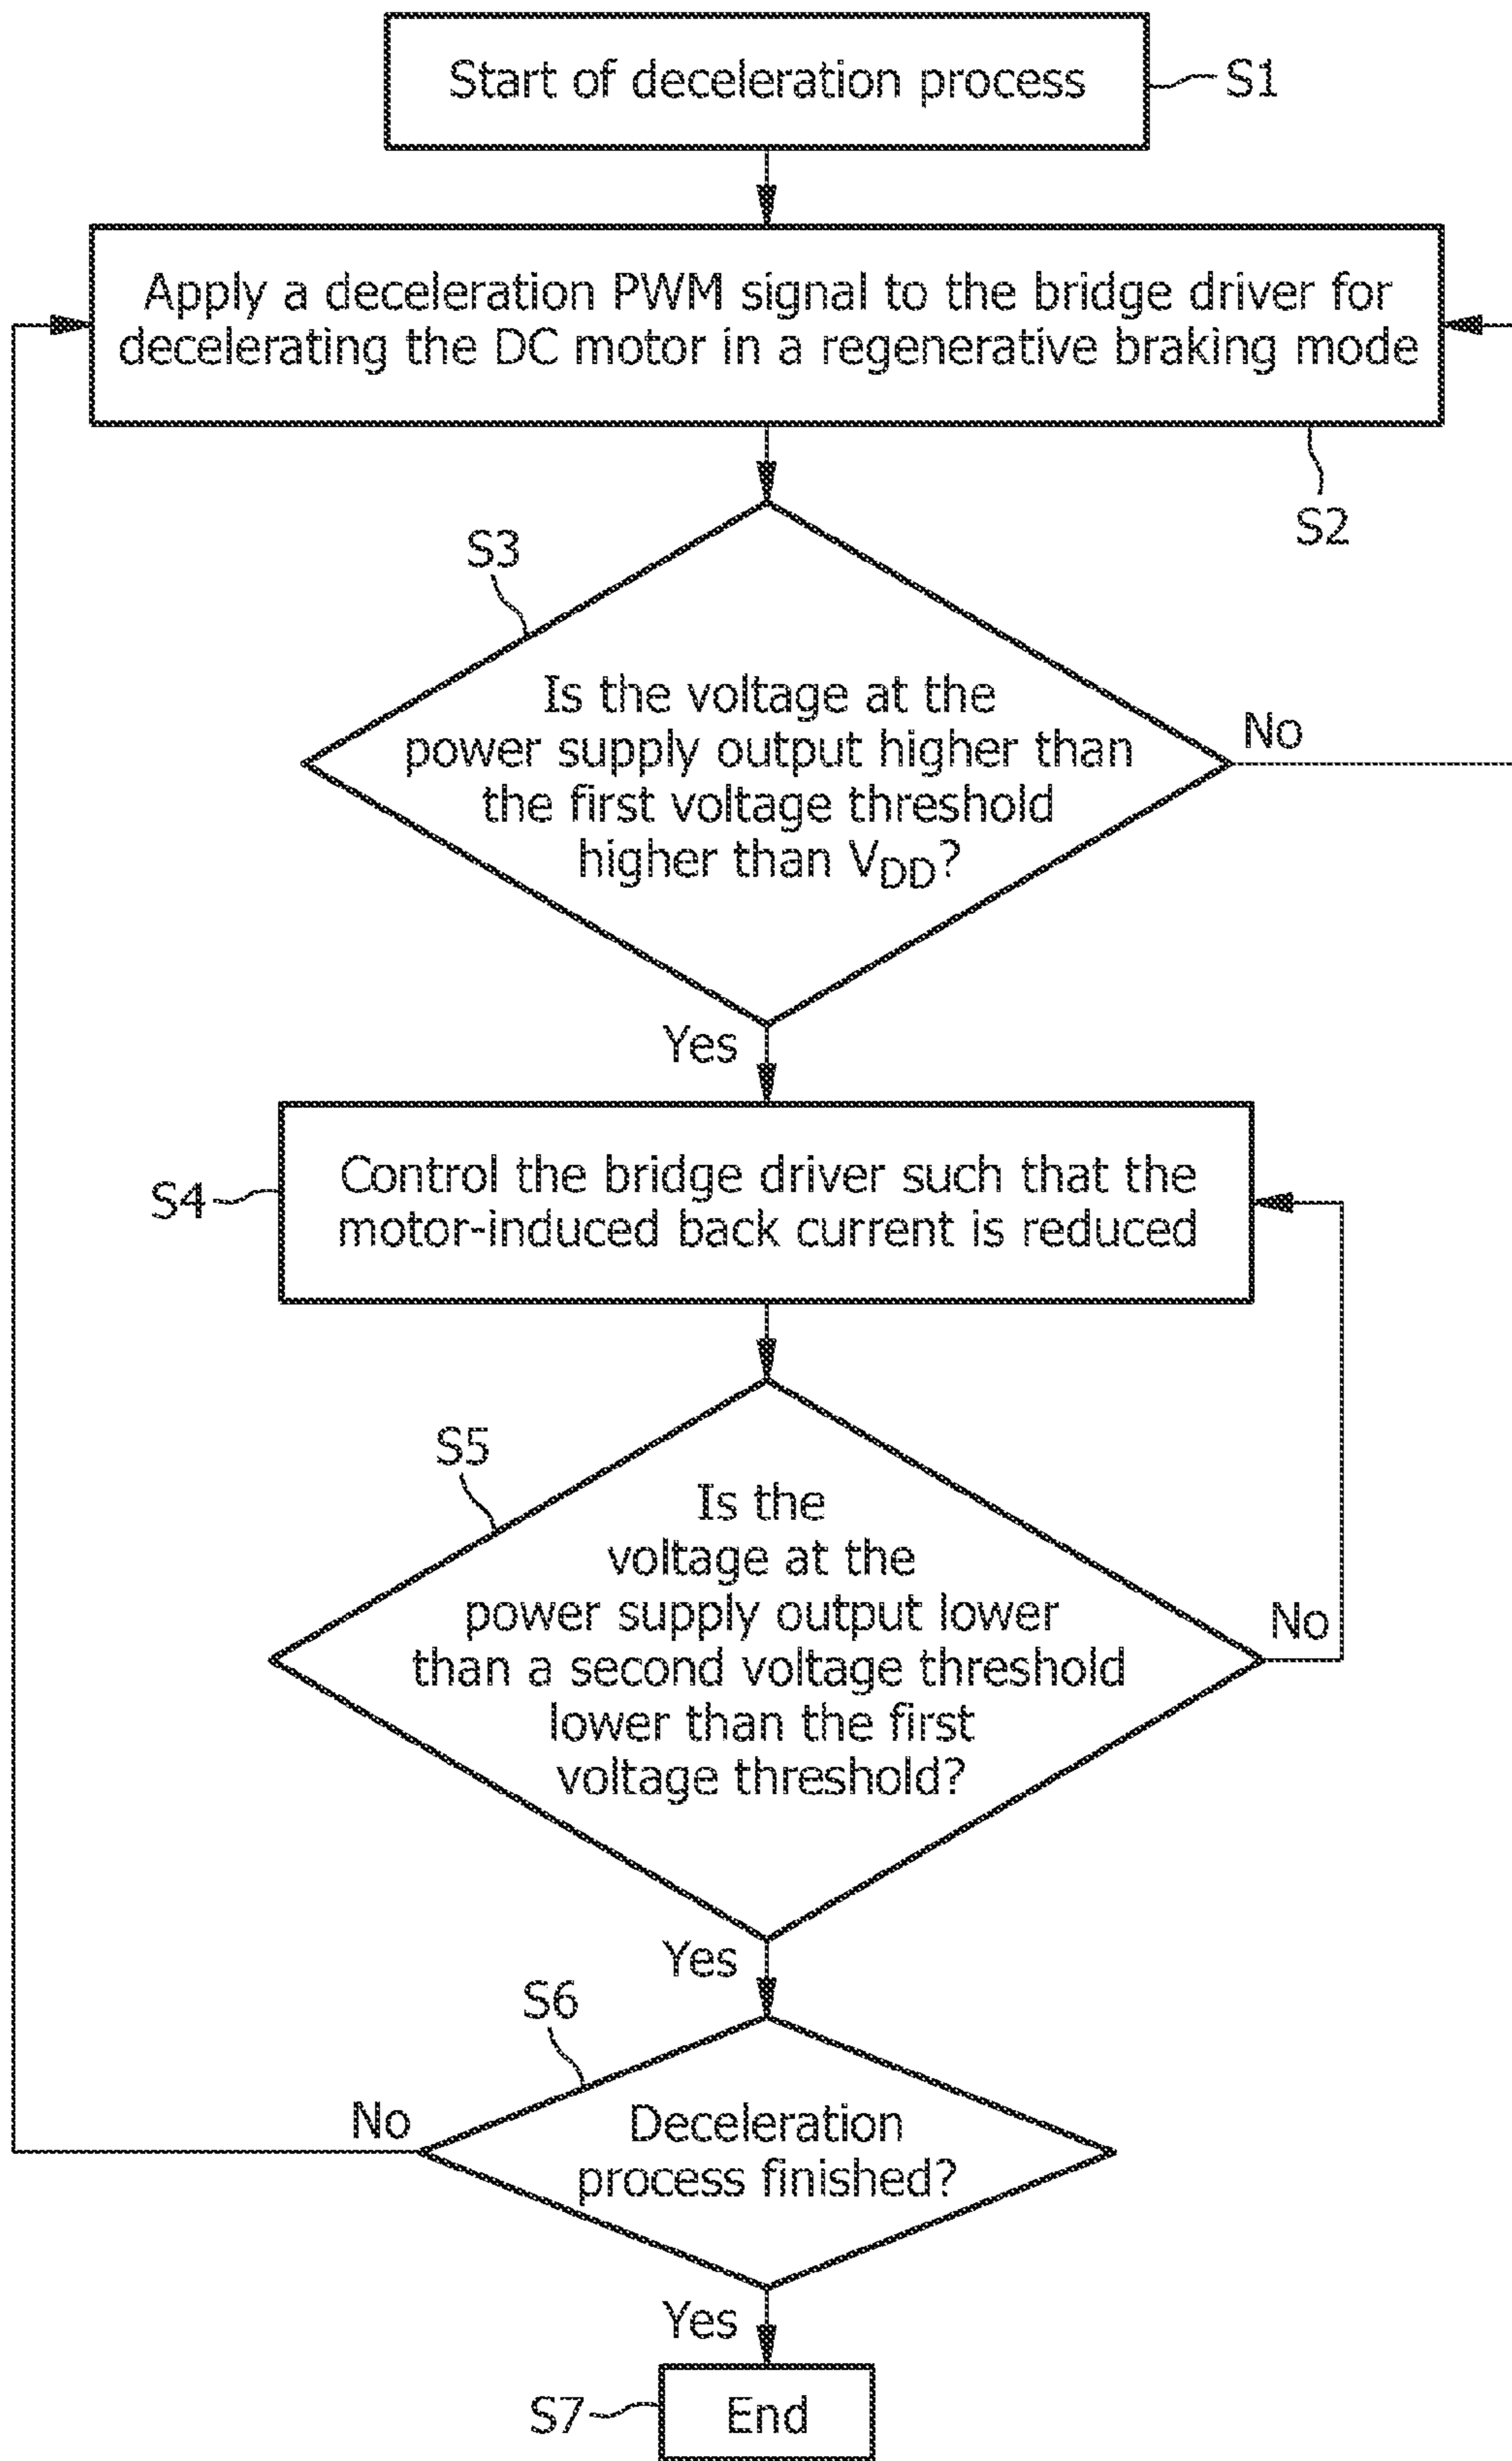 Start of deceleration process
S1
Apply a deceleration PWM signal to the bridge driver for
decelerating the DC motor in a regenerative braking mode
S2
S3
Is the voltage at the
power supply output higher than
the first voltage threshold
higher than VDD?
No
Yes
S4
Control the bridge driver such that the
motor-induced back current is reduced
S5
Is the
voltage at the
power supply output lower
than a second voltage threshold
lower than the first
voltage threshold?
No
Yes
S6
Deceleration
process finished?
No
Yes
S7
End